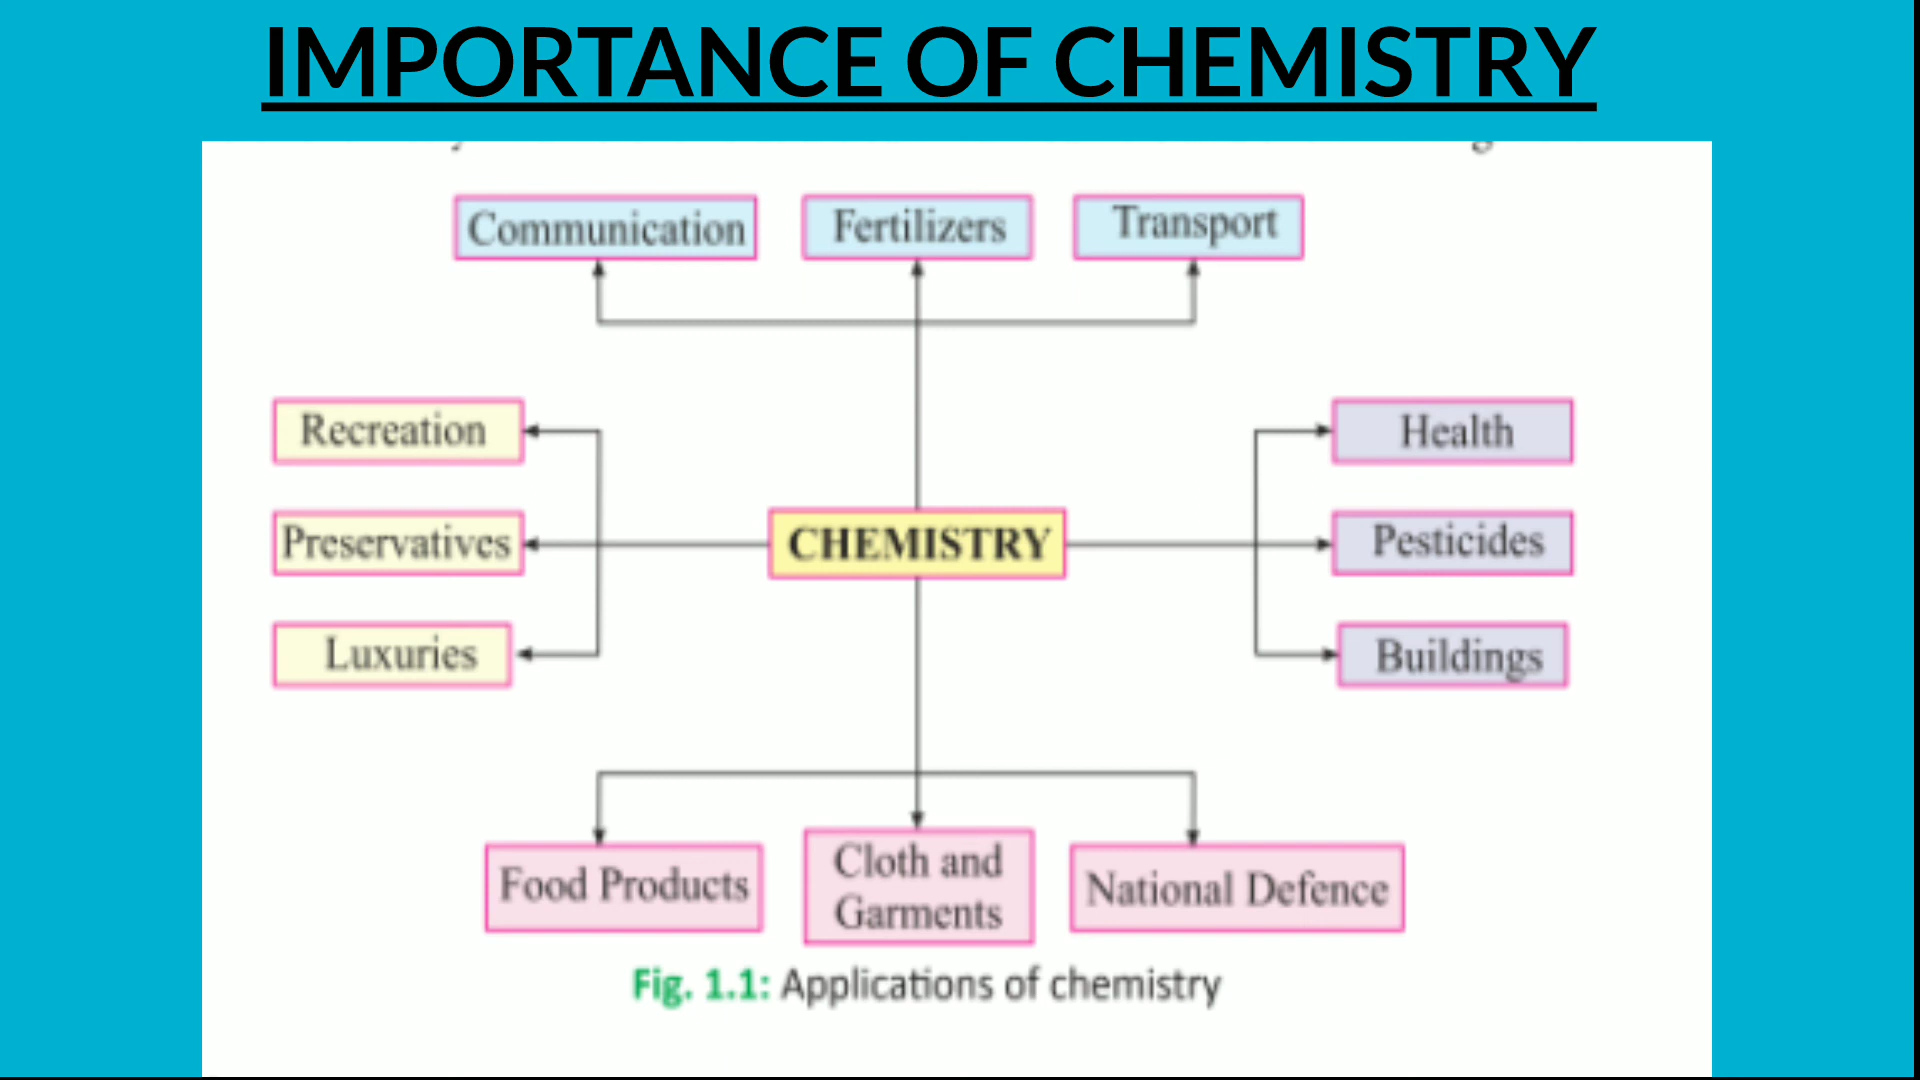 IMPORTANCE OF CHEMISTRY
Communication
Fertilizers
Transport
Recreation
Health
Preservatives
CHEMISTRY
Pesticides
Luxuries
Buildings
Food Products
Cloth and
Garments
National Defence
Fig. 1.1: Applications of chemistry